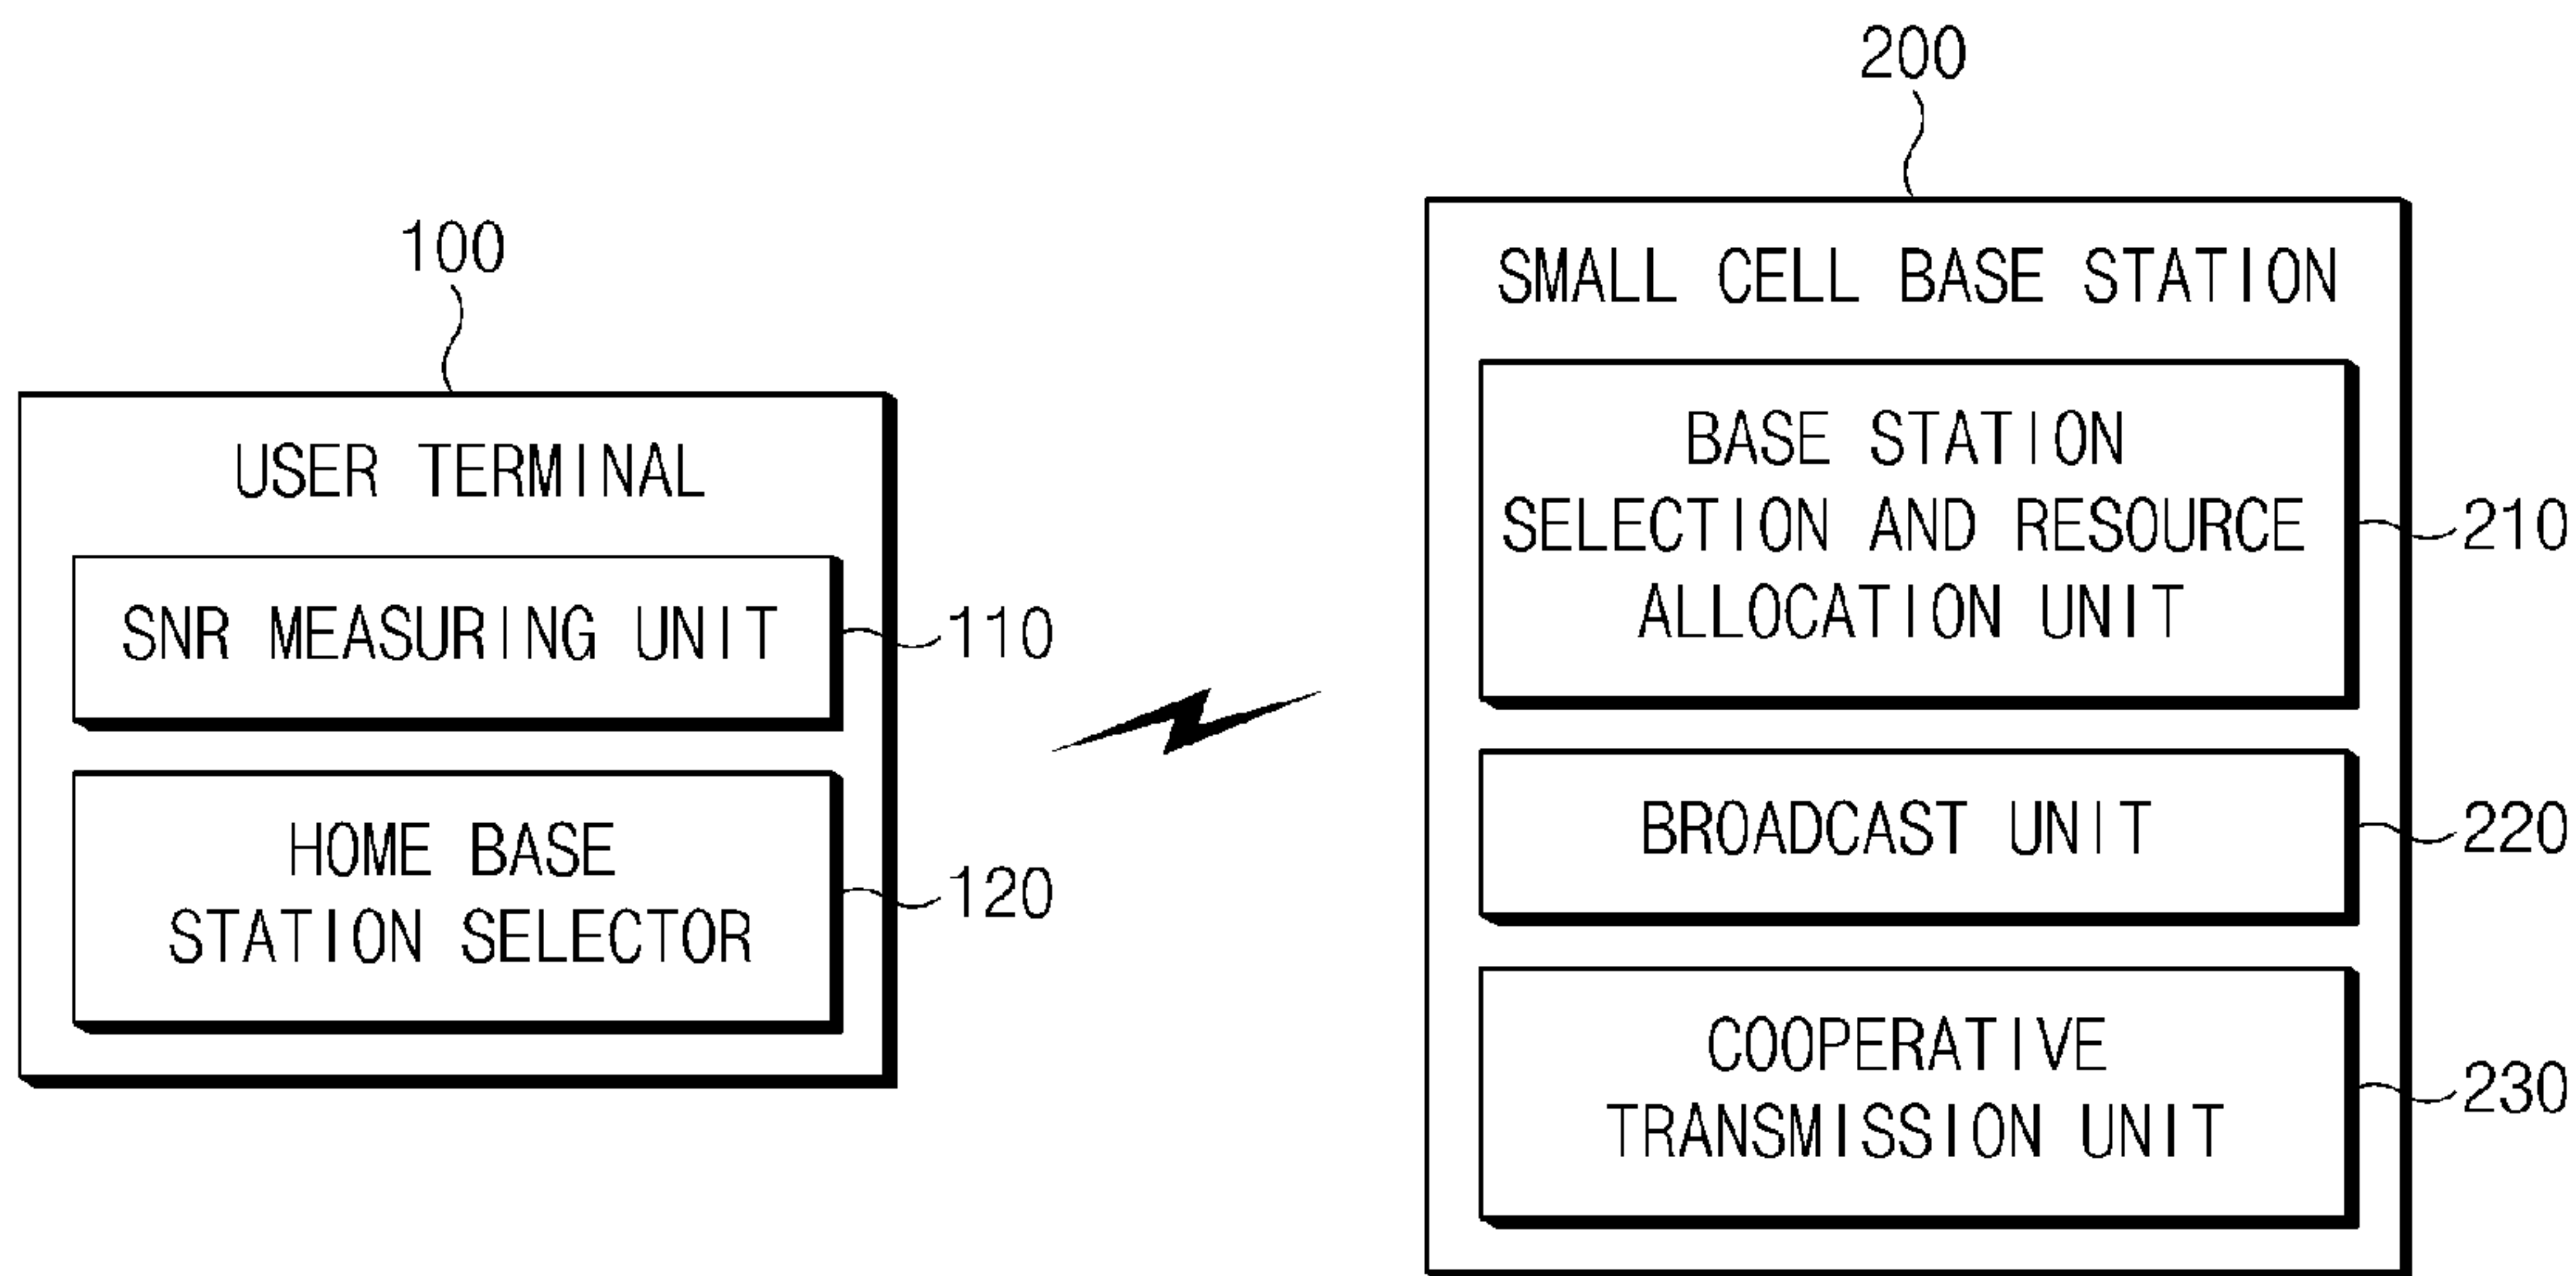 200
100
SMALL CELL BASE STATION
USER TERMINAL
BASE STATION
SELECTION AND RESOURCE
ALLOCATION UNIT
210
SNR MEASURING UNIT
110
HOME BASE
STATION SELECTOR
120
BROADCAST UNIT
220
COOPERATIVE
TRANSMISSION UNIT
230